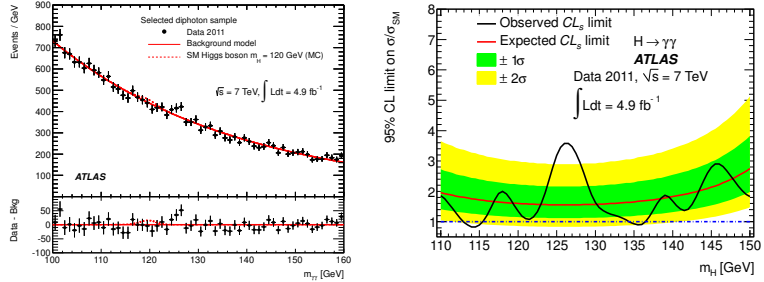 Events / GeV
900
800
700
600
500
400
300
200
100
Selected diphoton sample
Data 2011
Background model
SM Higgs boson m_H = 120 GeV (MC)
√s = 7 TeV, ∫ Ldt = 4.9 fb⁻¹
ATLAS
Data - Bkg
50
0
-50
-100
100 110 120 130 140 150 160
m_γγ [GeV]
95% CL limit on σ/σ_SM
8
7
6
5
4
3
2
1
0
Observed CL_s limit
Expected CL_s limit
± 1σ
± 2σ
H → γγ
ATLAS
Data 2011, √s = 7 TeV
∫ Ldt = 4.9 fb⁻¹
110 115 120 125 130 135 140 145 150
m_H [GeV]